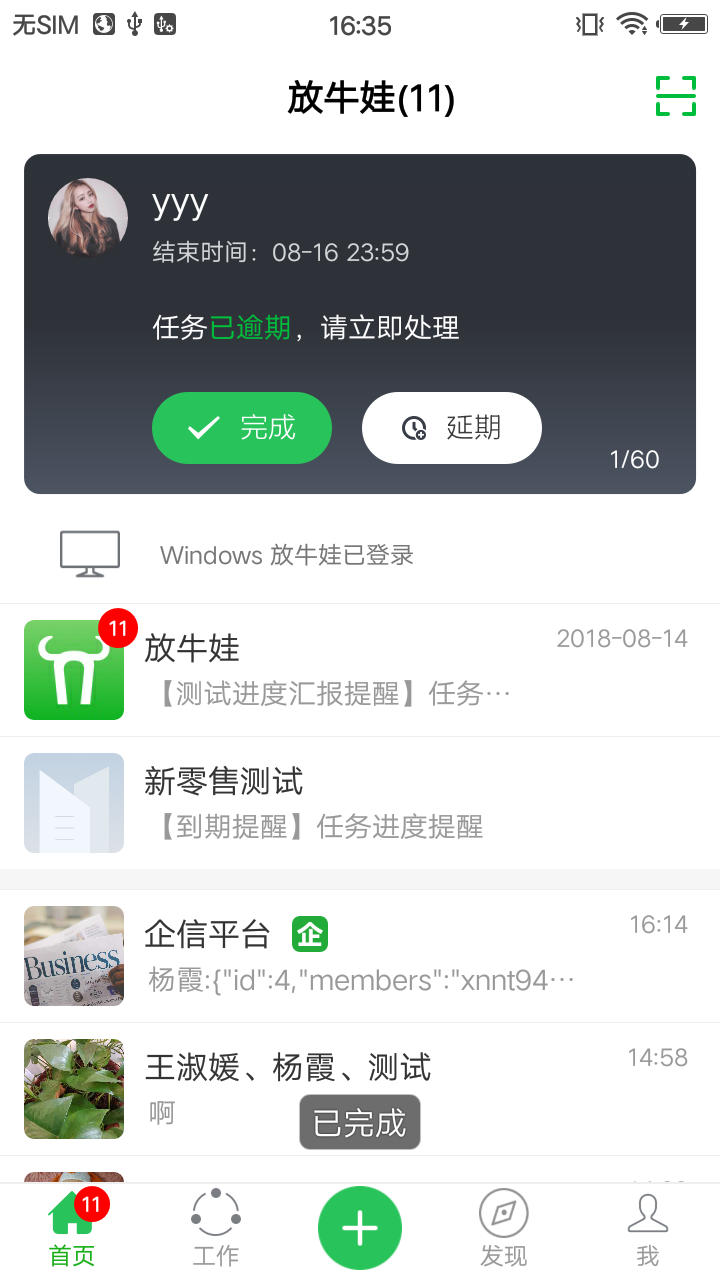 无SIM 16:35
放牛娃(11)
yyy
结束时间：08-16 23:59
任务已逾期，请立即处理
完成 延期
1/60
Windows 放牛娃已登录
11
放牛娃 2018-08-14
【测试进度汇报提醒】任务…
新零售测试
【到期提醒】任务进度提醒
企信平台 企 16:14
Business
杨霞:{"id":4,"members":"xnnt94…
王淑媛、杨霞、测试 14:58
啊
已完成
11
首页 工作 发现 我